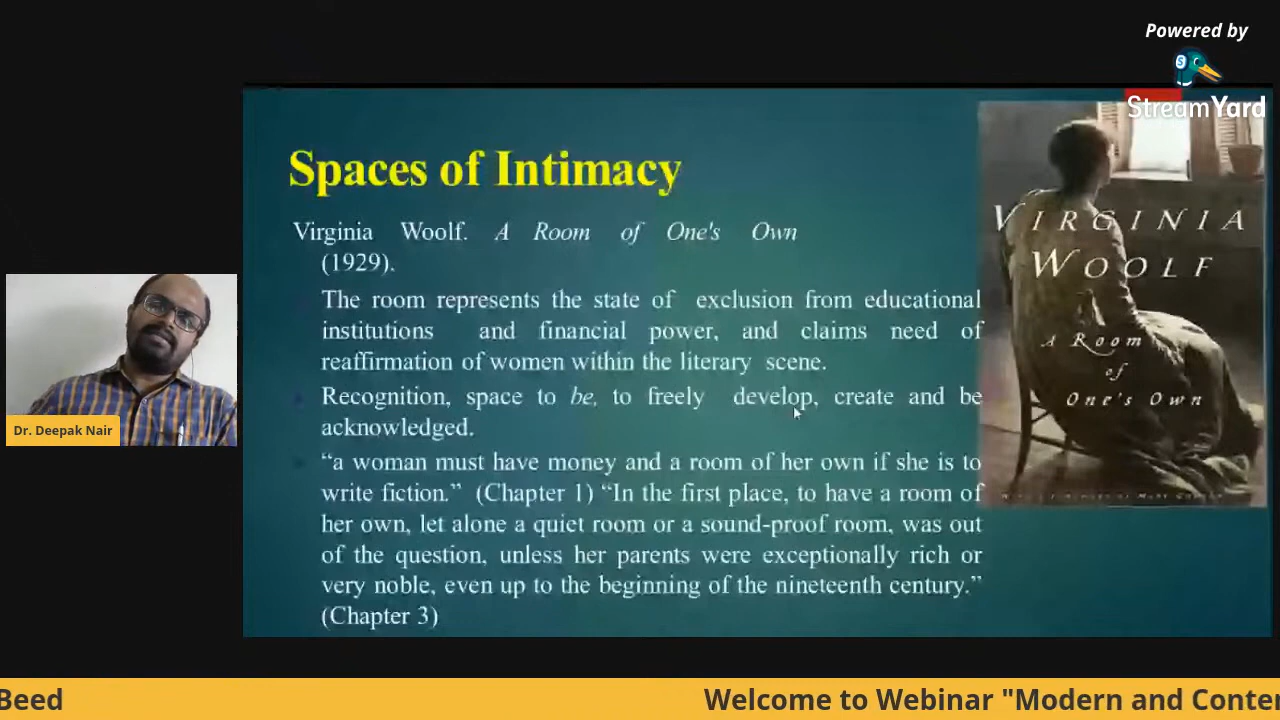 Powered by
StreamYard
Spaces of Intimacy
Virginia Woolf. A Room of One's Own
(1929).
The room represents the state of exclusion from educational
institutions and financial power, and claims need of
reaffirmation of women within the literary scene.
Recognition, space to be, to freely develop, create and be
acknowledged.
“a woman must have money and a room of her own if she is to
write fiction.” (Chapter 1) “In the first place, to have a room of
her own, let alone a quiet room or a sound-proof room, was out
of the question, unless her parents were exceptionally rich or
very noble, even up to the beginning of the nineteenth century.”
(Chapter 3)
VIRGINIA
WOOLF
A Room
of
One's Own
Dr. Deepak Nair
Beed
Welcome to Webinar "Modern and Conte